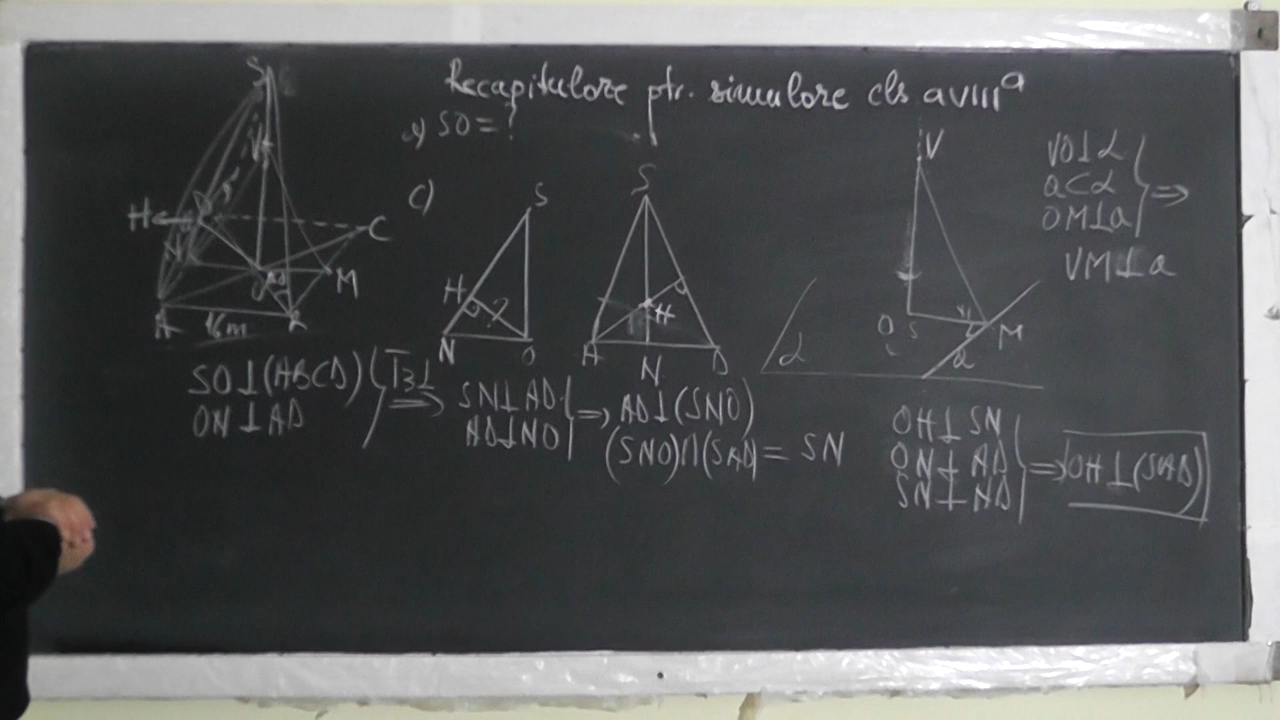 Recapitulare ptr. simulare cls a VIII a
a) SO = ?
c)
S
V
H
N
C
O
M
A
16 m
S
H
N
O
S
H
A
N
D
V
O
M
a
α
VO⊥α
a⊂α
OM⊥a
} ⇒
VM⊥a
SO⊥(ABCD)
ON⊥AD
T3⊥ ⇒
SN⊥AD
AD⊥NO
⇒ AD⊥(SNO)
(SNO)∩(SAD) = SN
OH⊥SN
ON⊥AD
SN⊥AD
⇒ OH⊥(SAD)